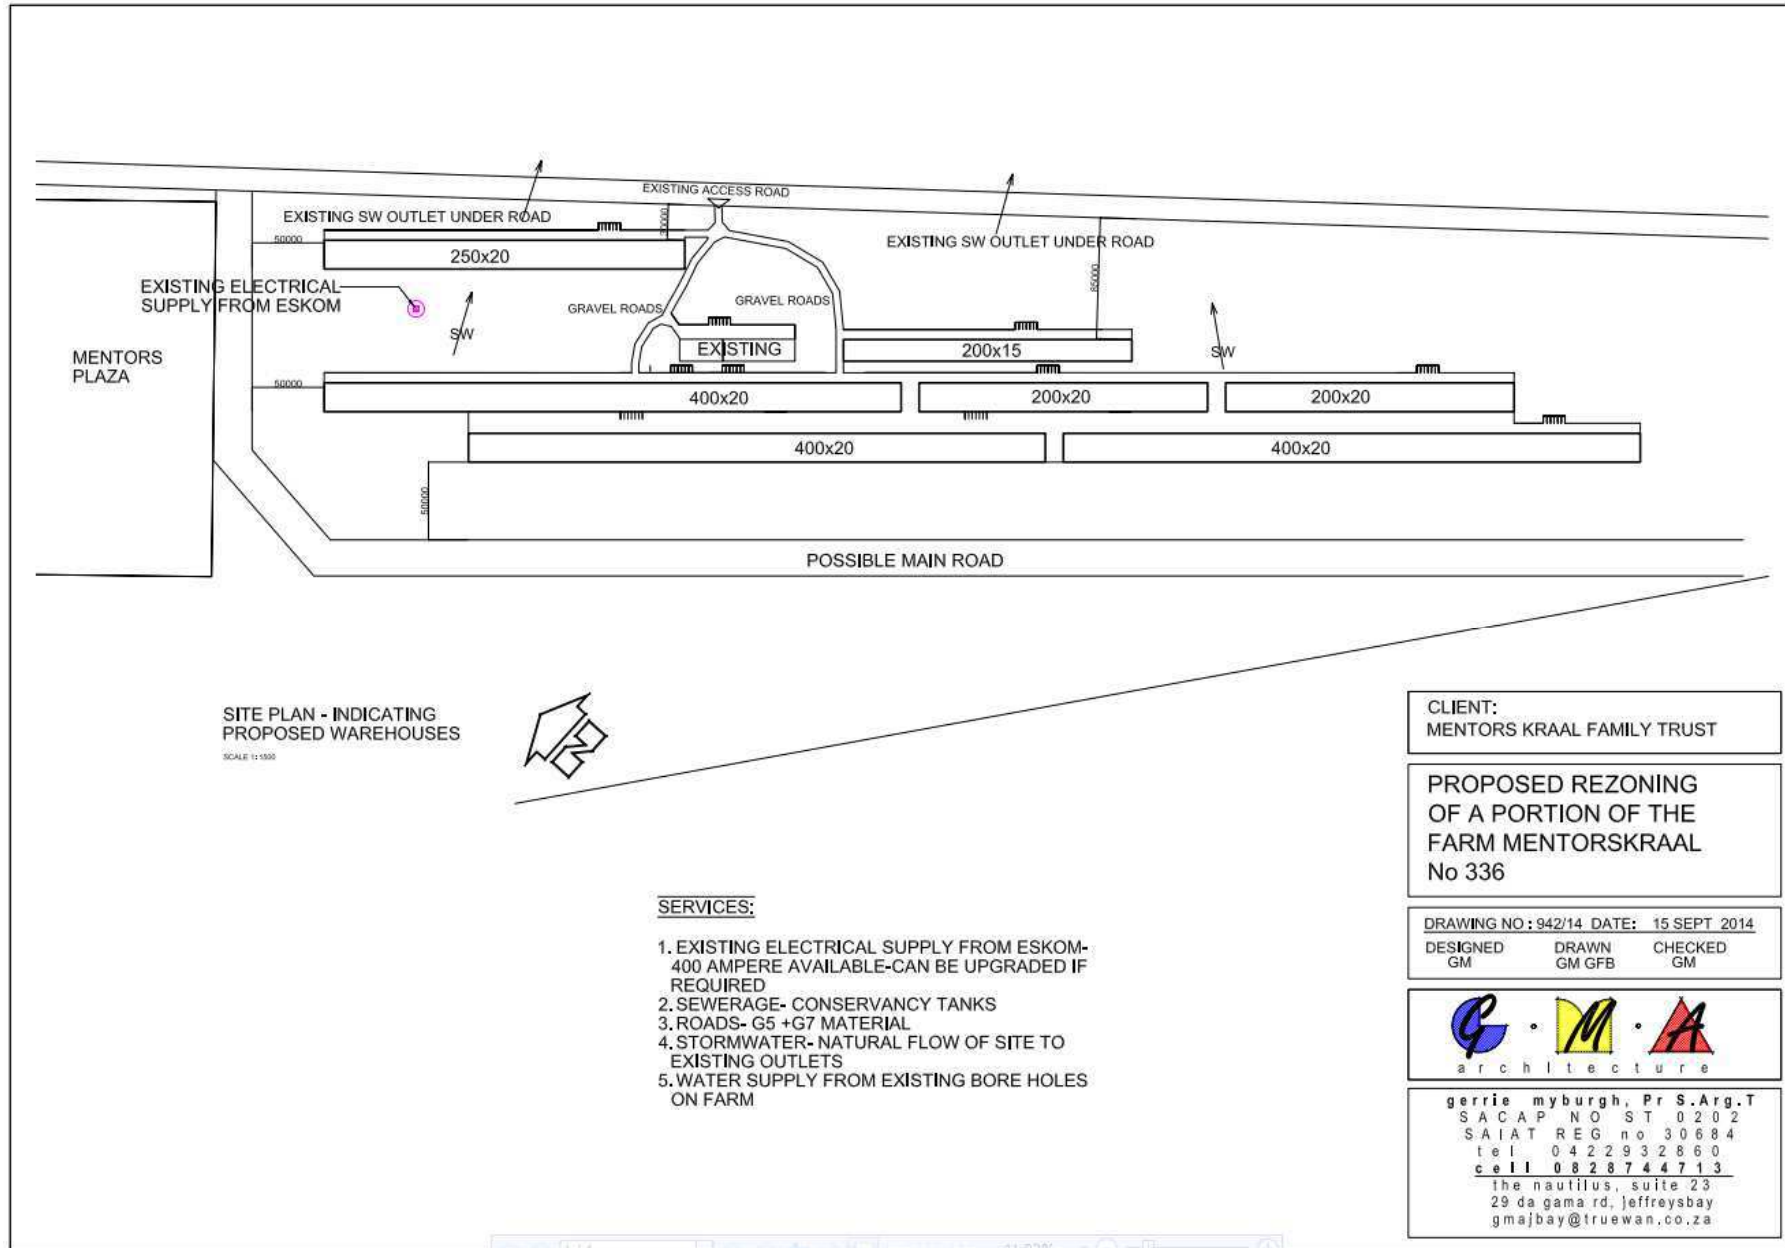 EXISTING ACCESS ROAD
EXISTING SW OUTLET UNDER ROAD
30000
50000
250x20
EXISTING SW OUTLET UNDER ROAD
85000
EXISTING ELECTRICAL
SUPPLY FROM ESKOM
GRAVEL ROADS
GRAVEL ROADS
SW
SW
MENTORS
PLAZA
EXISTING
200x15
50000
400x20
200x20
200x20
400x20
400x20
50000
POSSIBLE MAIN ROAD
SITE PLAN - INDICATING
PROPOSED WAREHOUSES
SCALE 1:1500
SERVICES:
1. EXISTING ELECTRICAL SUPPLY FROM ESKOM-
400 AMPERE AVAILABLE-CAN BE UPGRADED IF
REQUIRED
2. SEWERAGE- CONSERVANCY TANKS
3. ROADS- G5 +G7 MATERIAL
4. STORMWATER- NATURAL FLOW OF SITE TO
EXISTING OUTLETS
5. WATER SUPPLY FROM EXISTING BORE HOLES
ON FARM
CLIENT:
MENTORS KRAAL FAMILY TRUST
PROPOSED REZONING
OF A PORTION OF THE
FARM MENTORSKRAAL
No 336
DRAWING NO : 942/14 DATE: 15 SEPT 2014
DESIGNED DRAWN CHECKED
GM GM GFB GM
G · M · A
architecture
gerrie myburgh, Pr S.Arg.T
SACAP NO ST 0202
SAIAT REG no 30684
tel 0422932860
cell 0828744713
the nautilus, suite 23
29 da gama rd, jeffreysbay
gmajbay@truewan.co.za